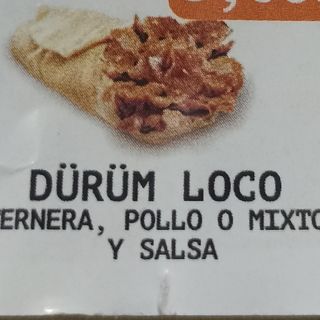 DÜRÜM LOCO
ERNERA, POLLO O MIXTO
Y SALSA